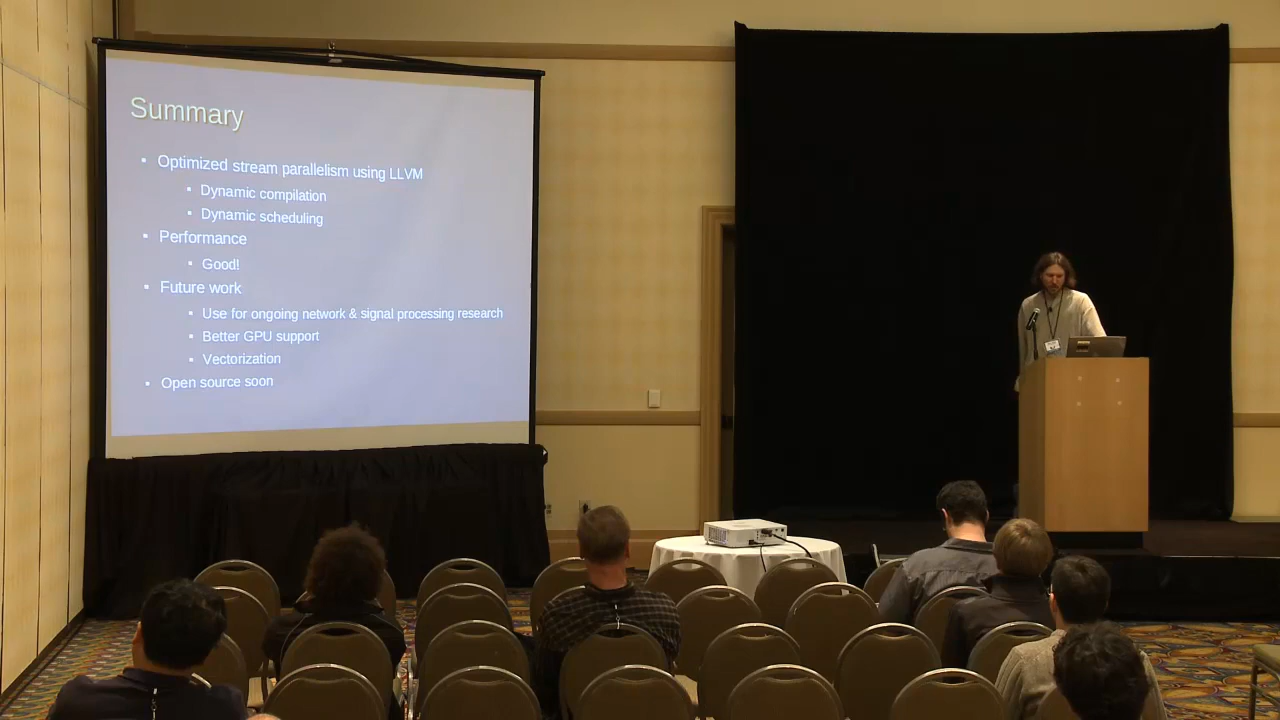 Summary
Optimized stream parallelism using LLVM
Dynamic compilation
Dynamic scheduling
Performance
Good!
Future work
Use for ongoing network & signal processing research
Better GPU support
Vectorization
Open source soon